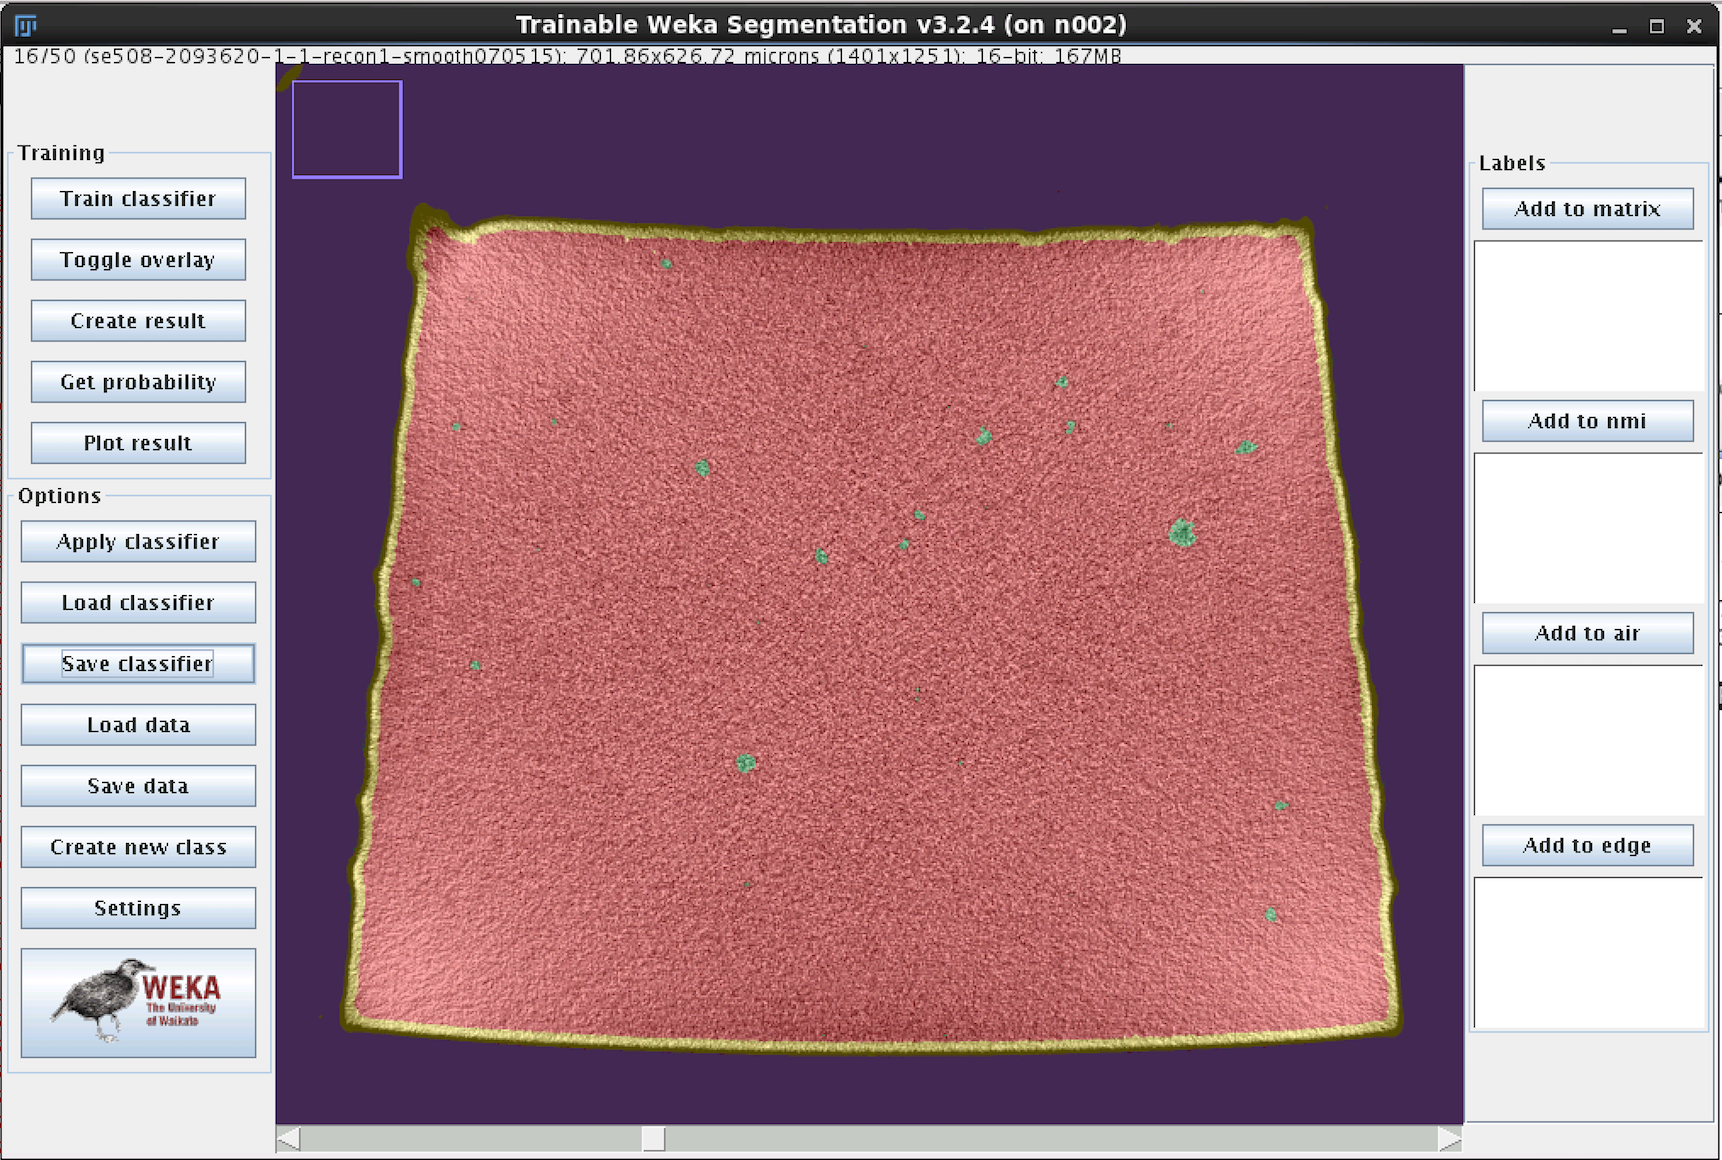 Trainable Weka Segmentation v3.2.4 (on n002)
16/50 (se508-2093620-1-1-recon1-smooth070515); 701.86x626.72 microns (1401x1251); 16-bit; 167MB
Training
Train classifier
Toggle overlay
Create result
Get probability
Plot result
Options
Apply classifier
Load classifier
Save classifier
Load data
Save data
Create new class
Settings
WEKA
The University
of Waikato
Labels
Add to matrix
Add to nmi
Add to air
Add to edge